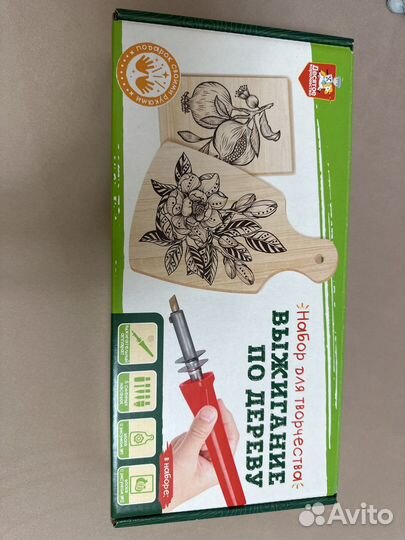 подарок своими руками
Десятое
королевство
Набор для творчества
ВЫЖИГАНИЕ
ПО ДЕРЕВУ
в наборе:
Avito